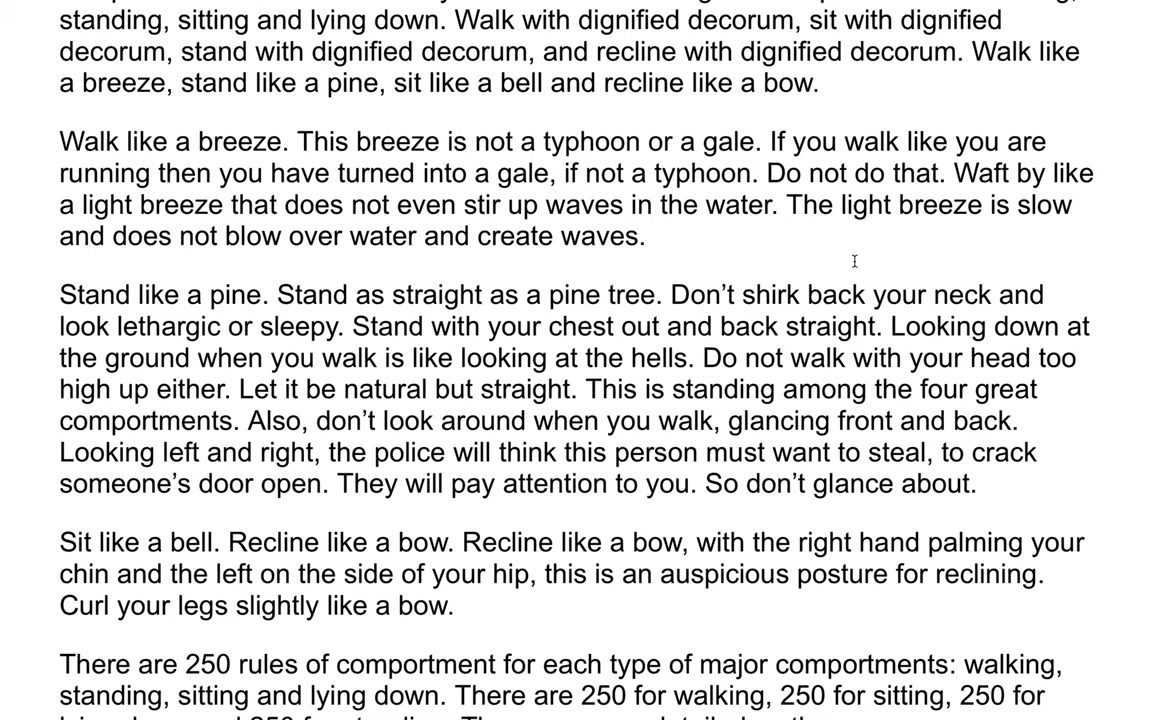 standing, sitting and lying down. Walk with dignified decorum, sit with dignified
decorum, stand with dignified decorum, and recline with dignified decorum. Walk like
a breeze, stand like a pine, sit like a bell and recline like a bow.
Walk like a breeze. This breeze is not a typhoon or a gale. If you walk like you are
running then you have turned into a gale, if not a typhoon. Do not do that. Waft by like
a light breeze that does not even stir up waves in the water. The light breeze is slow
and does not blow over water and create waves.
Stand like a pine. Stand as straight as a pine tree. Don’t shirk back your neck and
look lethargic or sleepy. Stand with your chest out and back straight. Looking down at
the ground when you walk is like looking at the hells. Do not walk with your head too
high up either. Let it be natural but straight. This is standing among the four great
comportments. Also, don’t look around when you walk, glancing front and back.
Looking left and right, the police will think this person must want to steal, to crack
someone’s door open. They will pay attention to you. So don’t glance about.
Sit like a bell. Recline like a bow. Recline like a bow, with the right hand palming your
chin and the left on the side of your hip, this is an auspicious posture for reclining.
Curl your legs slightly like a bow.
There are 250 rules of comportment for each type of major comportments: walking,
standing, sitting and lying down. There are 250 for walking, 250 for sitting, 250 for